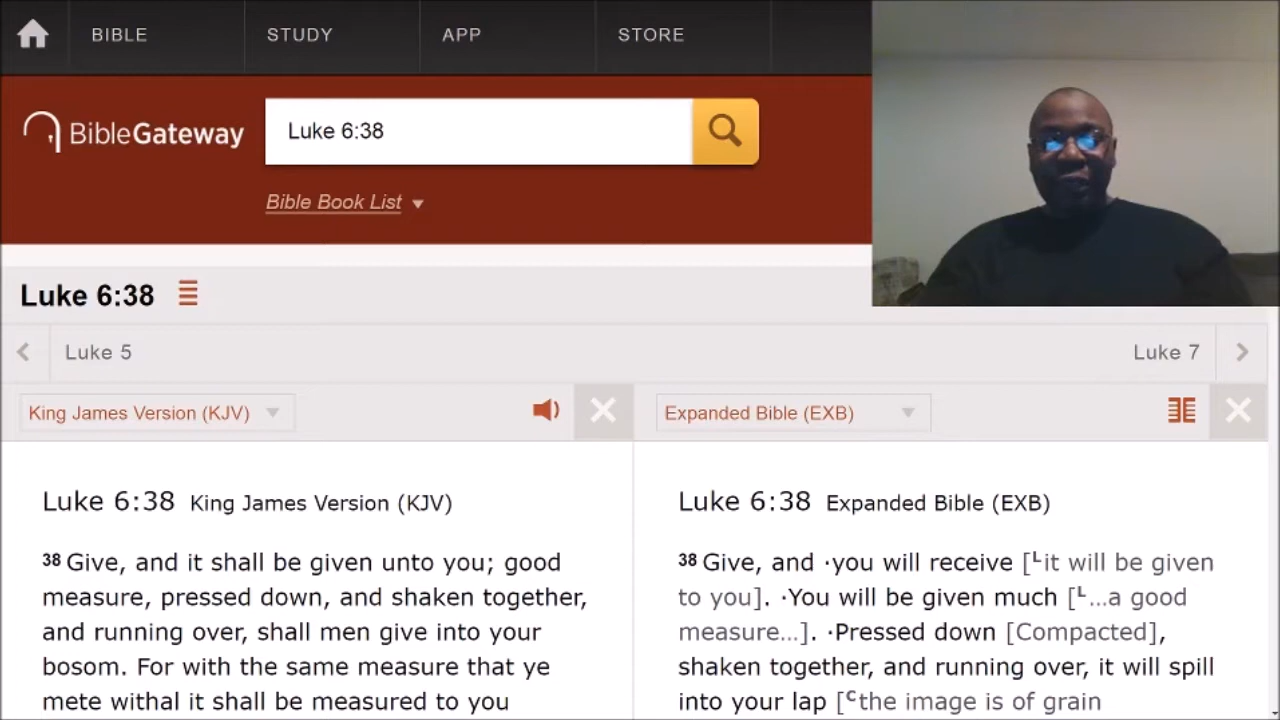 BIBLE STUDY APP STORE
BibleGateway
Luke 6:38
Bible Book List
Luke 6:38
Luke 5
Luke 7
King James Version (KJV)
Expanded Bible (EXB)
Luke 6:38 King James Version (KJV)
38 Give, and it shall be given unto you; good
measure, pressed down, and shaken together,
and running over, shall men give into your
bosom. For with the same measure that ye
mete withal it shall be measured to you
Luke 6:38 Expanded Bible (EXB)
38 Give, and ·you will receive [L it will be given
to you]. ·You will be given much [L …a good
measure…]. ·Pressed down [Compacted],
shaken together, and running over, it will spill
into your lap [C the image is of grain